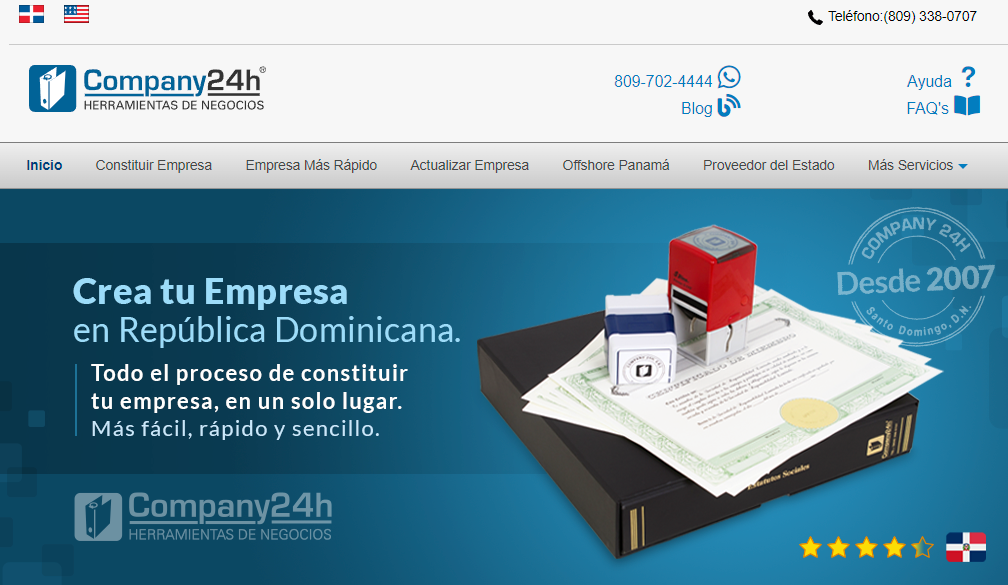 Teléfono:(809) 338-0707
Company24h®
HERRAMIENTAS DE NEGOCIOS
809-702-4444
Blog
Ayuda ?
FAQ's
Inicio
Constituir Empresa
Empresa Más Rápido
Actualizar Empresa
Offshore Panamá
Proveedor del Estado
Más Servicios
COMPANY 24H
Desde 2007
Santo Domingo, D.N.
Crea tu Empresa
en República Dominicana.
Todo el proceso de constituir
tu empresa, en un solo lugar.
Más fácil, rápido y sencillo.
Company24h
HERRAMIENTAS DE NEGOCIOS
Estatutos Sociales